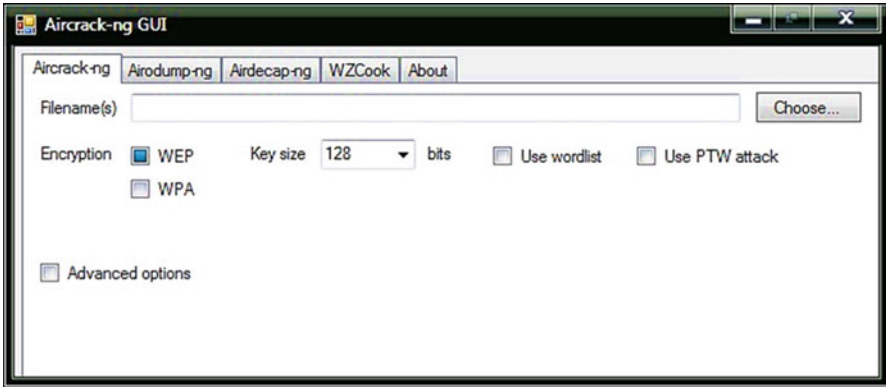 Aircrack-ng GUI
Aircrack-ng Airodump-ng Airdecap-ng WZCook About
Filename(s) Choose...
Encryption WEP Key size 128 bits Use wordlist Use PTW attack
WPA
Advanced options